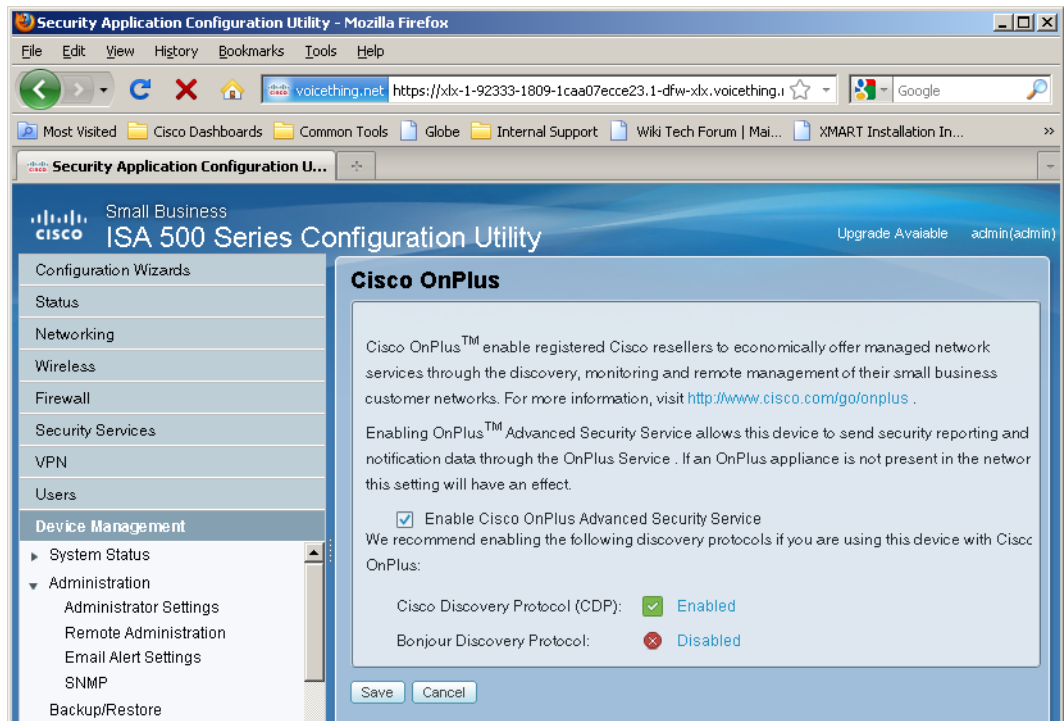 Security Application Configuration Utility - Mozilla Firefox
File Edit View History Bookmarks Tools Help
voicething.net https://xlx-1-92333-1809-1caa07ecce23.1-dfw-xlx.voicething.r Google
Most Visited Cisco Dashboards Common Tools Globe Internal Support Wiki Tech Forum | Mai... XMART Installation In... »
Security Application Configuration U...
CISCO
Small Business
ISA 500 Series Configuration Utility
Upgrade Avaiable admin(admin)
Configuration Wizards
Status
Networking
Wireless
Firewall
Security Services
VPN
Users
Device Management
System Status
Administration
Administrator Settings
Remote Administration
Email Alert Settings
SNMP
Backup/Restore
Cisco OnPlus
Cisco OnPlus™ enable registered Cisco resellers to economically offer managed network
services through the discovery, monitoring and remote management of their small business
customer networks. For more information, visit http://www.cisco.com/go/onplus .
Enabling OnPlus™ Advanced Security Service allows this device to send security reporting and
notification data through the OnPlus Service . If an OnPlus appliance is not present in the networ
this setting will have an effect.
Enable Cisco OnPlus Advanced Security Service
We recommend enabling the following discovery protocols if you are using this device with Cisco
OnPlus:
Cisco Discovery Protocol (CDP): Enabled
Bonjour Discovery Protocol: Disabled
Save Cancel